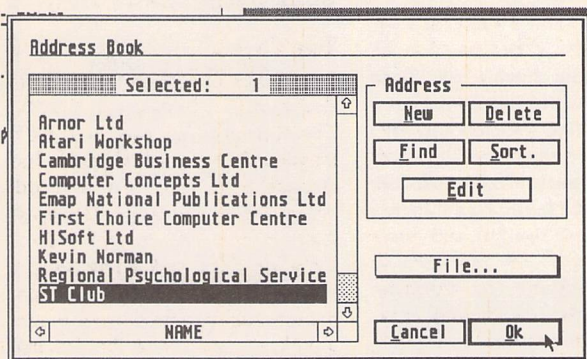 Address Book
Selected: 1
Arnor Ltd
Atari Workshop
Cambridge Business Centre
Computer Concepts Ltd
Emap National Publications Ltd
First Choice Computer Centre
HiSoft Ltd
Kevin Norman
Regional Psychological Service
ST Club
NAME
Address
New
Delete
Find
Sort.
Edit
File...
Cancel
Ok